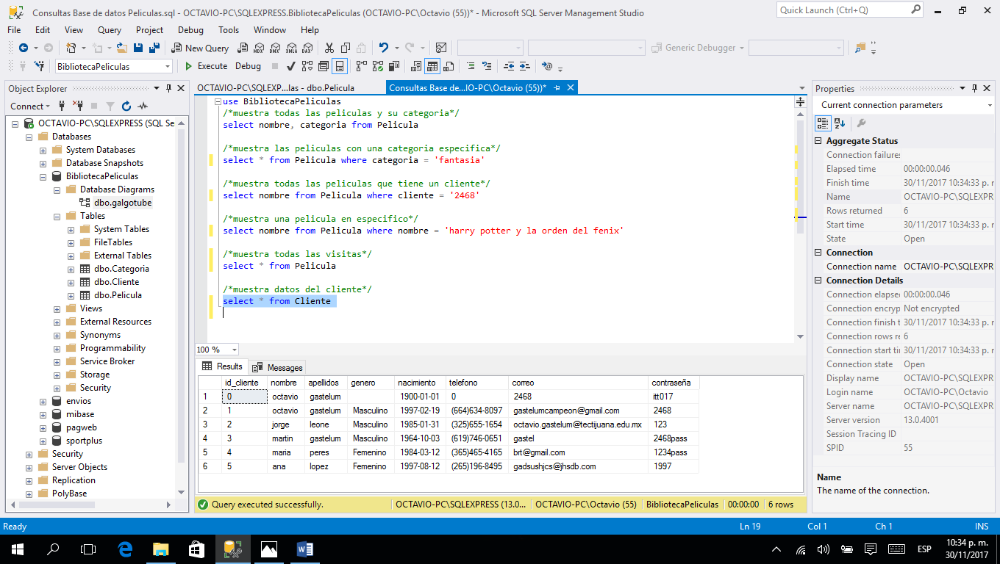 Consultas Base de datos Peliculas.sql - OCTAVIO-PC\SQLEXPRESS.BibliotecaPeliculas (OCTAVIO-PC\Octavio (55))* - Microsoft SQL Server Management Studio
Quick Launch (Ctrl+Q)
File Edit View Query Project Debug Tools Window Help
New Query MDX DMX XMLA DAX Generic Debugger
BibliotecaPeliculas Execute Debug
Object Explorer
Connect
OCTAVIO-PC\SQLEXPRESS (SQL Se
Databases
System Databases
Database Snapshots
BibliotecaPeliculas
Database Diagrams
dbo.galgotube
Tables
System Tables
FileTables
External Tables
dbo.Categoria
dbo.Cliente
dbo.Pelicula
Views
External Resources
Synonyms
Programmability
Service Broker
Storage
Security
envios
mibase
pagweb
sportplus
Security
Server Objects
Replication
PolyBase
OCTAVIO-PC\SQLEXP...las - dbo.Pelicula
Consultas Base de...IO-PC\Octavio (55))*
use BibliotecaPeliculas
/*muestra todas las peliculas y su categoria*/
select nombre, categoria from Pelicula
/*muestra las peliculas con una categoria especifica*/
select * from Pelicula where categoria = 'fantasia'
/*muestra todas las peliculas que tiene un cliente*/
select nombre from Pelicula where cliente = '2468'
/*muestra una pelicula en especifico*/
select nombre from Pelicula where nombre = 'harry potter y la orden del fenix'
/*muestra todas las visitas*/
select * from Pelicula
/*muestra datos del cliente*/
select * from Cliente
100 %
Results Messages
id_cliente nombre apellidos genero nacimiento telefono correo contraseña
1 0 octavio gastelum 1900-01-01 0 2468 itt017
2 1 octavio gastelum Masculino 1997-02-19 (664)634-8097 gastelumcampeon@gmail.com 2468
3 2 jorge leone Masculino 1985-01-31 (325)655-1654 octavio.gastelum@tectijuana.edu.mx 123
4 3 martin gastelum Masculino 1964-10-03 (619)746-0651 gastel 2468pass
5 4 maria peres Femenino 1984-03-12 (365)465-4165 brt@gmail.com 1234pass
6 5 ana lopez Femenino 1997-08-12 (265)196-8495 gadsushjcs@jhsdb.com 1997
Query executed successfully. OCTAVIO-PC\SQLEXPRESS (13.0... OCTAVIO-PC\Octavio (55) BibliotecaPeliculas 00:00:00 6 rows
Properties
Current connection parameters
Aggregate Status
Connection failures
Elapsed time 00:00:00.046
Finish time 30/11/2017 10:34:33 p. r
Name OCTAVIO-PC\SQLEXPR
Rows returned 6
Start time 30/11/2017 10:34:33 p. r
State Open
Connection
Connection name OCTAVIO-PC\SQLEXPR
Connection Details
Connection elapse 00:00:00.046
Connection encryp Not encrypted
Connection finish t 30/11/2017 10:34:33 p. r
Connection rows re 6
Connection start tir 30/11/2017 10:34:33 p. r
Connection state Open
Display name OCTAVIO-PC\SQLEXPR
Login name OCTAVIO-PC\Octavio
Server name OCTAVIO-PC\SQLEXPR
Server version 13.0.4001
Session Tracing ID
SPID 55
Name
The name of the connection.
Ready Ln 19 Col 1 Ch 1 INS
ESP
10:34 p. m.
30/11/2017